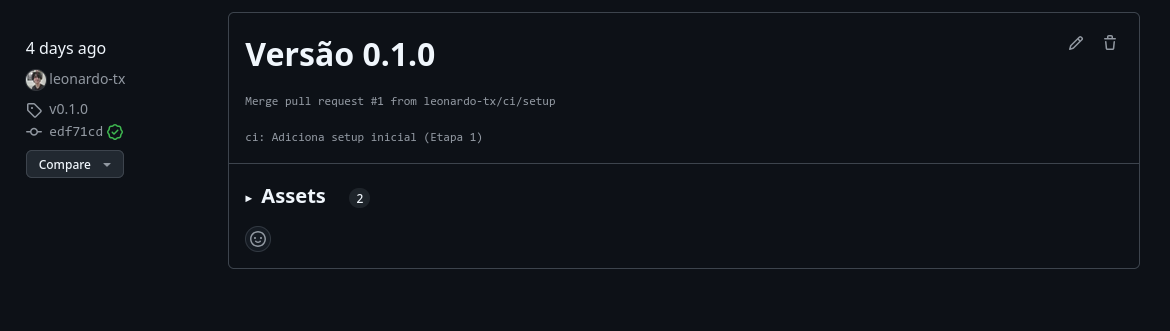 4 days ago
leonardo-tx
v0.1.0
edf71cd
Compare
Versão 0.1.0
Merge pull request #1 from leonardo-tx/ci/setup
ci: Adiciona setup inicial (Etapa 1)
Assets 2